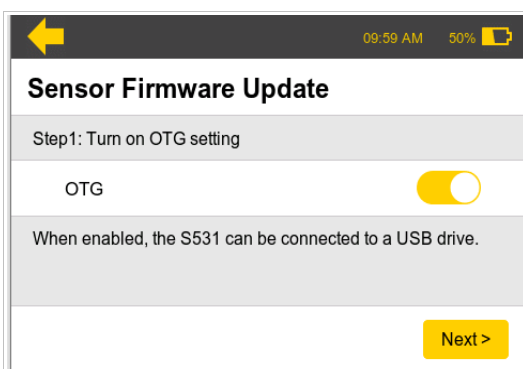 09:59 AM 50%
Sensor Firmware Update
Step1: Turn on OTG setting
OTG
When enabled, the S531 can be connected to a USB drive.
Next >